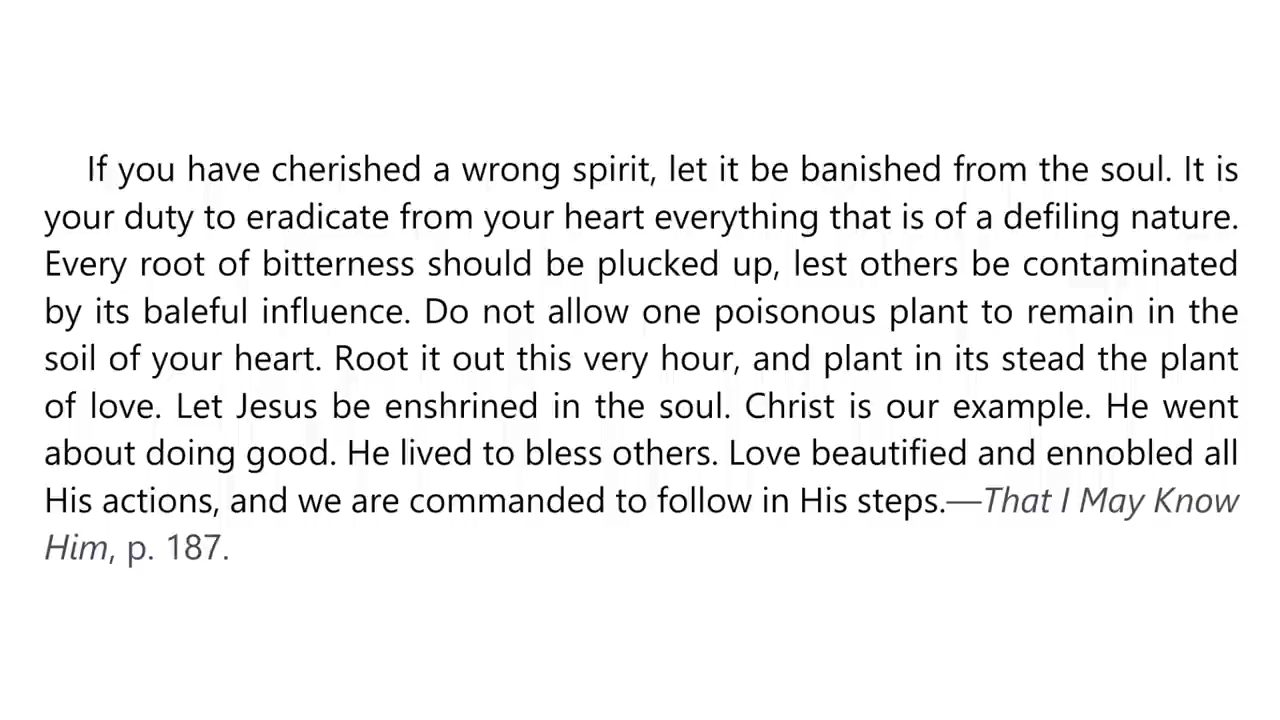 If you have cherished a wrong spirit, let it be banished from the soul. It is
your duty to eradicate from your heart everything that is of a defiling nature.
Every root of bitterness should be plucked up, lest others be contaminated
by its baleful influence. Do not allow one poisonous plant to remain in the
soil of your heart. Root it out this very hour, and plant in its stead the plant
of love. Let Jesus be enshrined in the soul. Christ is our example. He went
about doing good. He lived to bless others. Love beautified and ennobled all
His actions, and we are commanded to follow in His steps.—That I May Know
Him, p. 187.